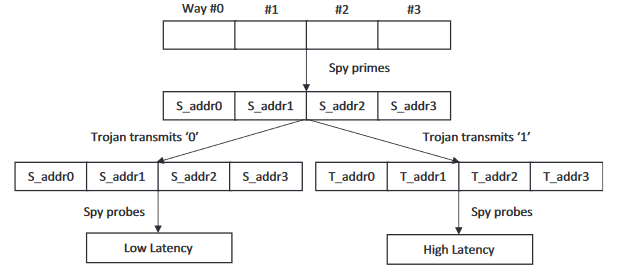 Way #0 #1 #2 #3
Spy primes
S_addr0 S_addr1 S_addr2 S_addr3
Trojan transmits ‘0’ Trojan transmits ‘1’
S_addr0 S_addr1 S_addr2 S_addr3 T_addr0 T_addr1 T_addr2 T_addr3
Spy probes Spy probes
Low Latency High Latency